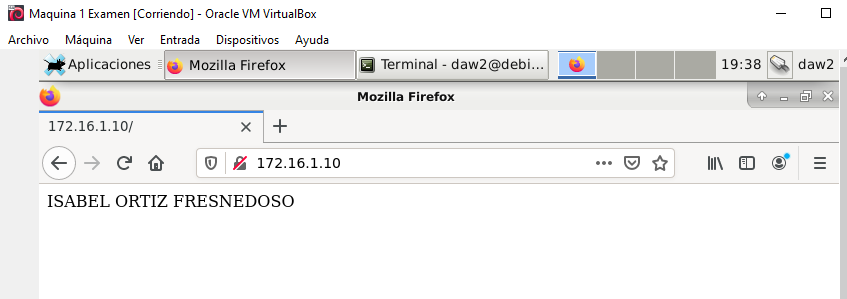 Maquina 1 Examen [Corriendo] - Oracle VM VirtualBox
Archivo Máquina Ver Entrada Dispositivos Ayuda
Aplicaciones Mozilla Firefox Terminal - daw2@debi... 19:38 daw2
Mozilla Firefox
172.16.1.10/
172.16.1.10
ISABEL ORTIZ FRESNEDOSO